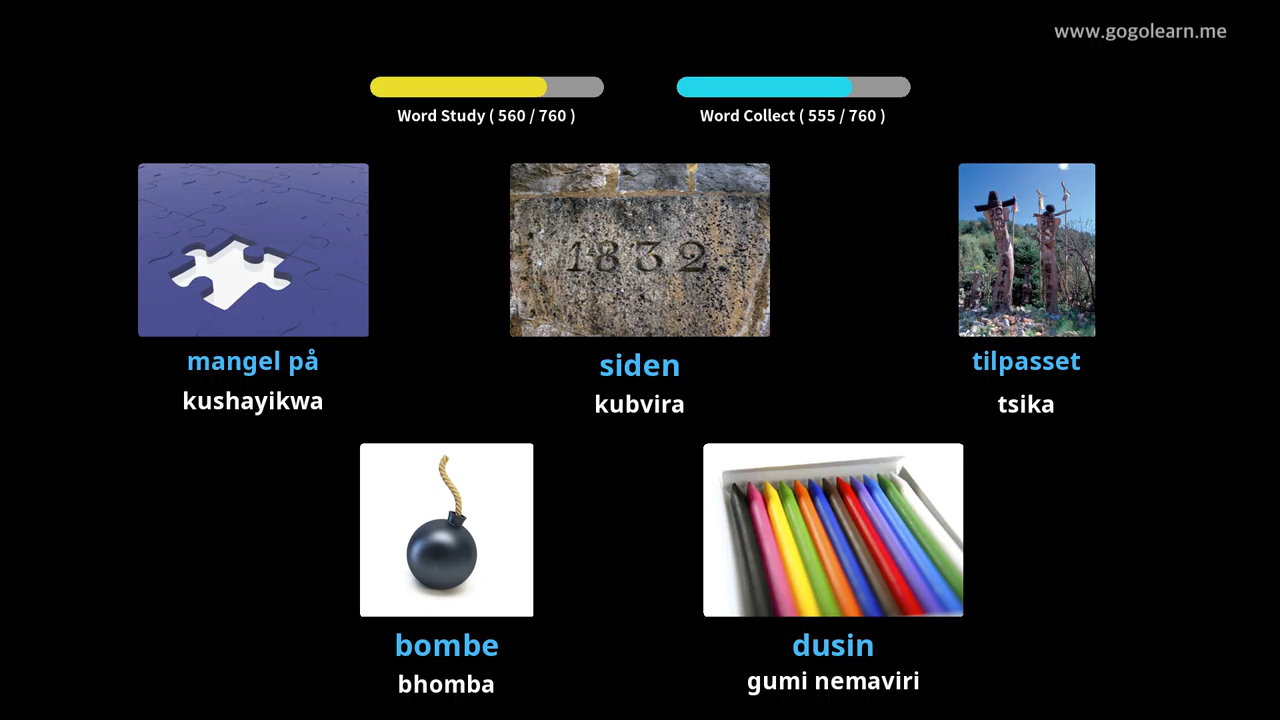 www.gogolearn.me
Word Study ( 560 / 760 )
Word Collect ( 555 / 760 )
1832.
mangel på
siden
tilpasset
kushayikwa
kubvira
tsika
bombe
dusin
bhomba
gumi nemaviri